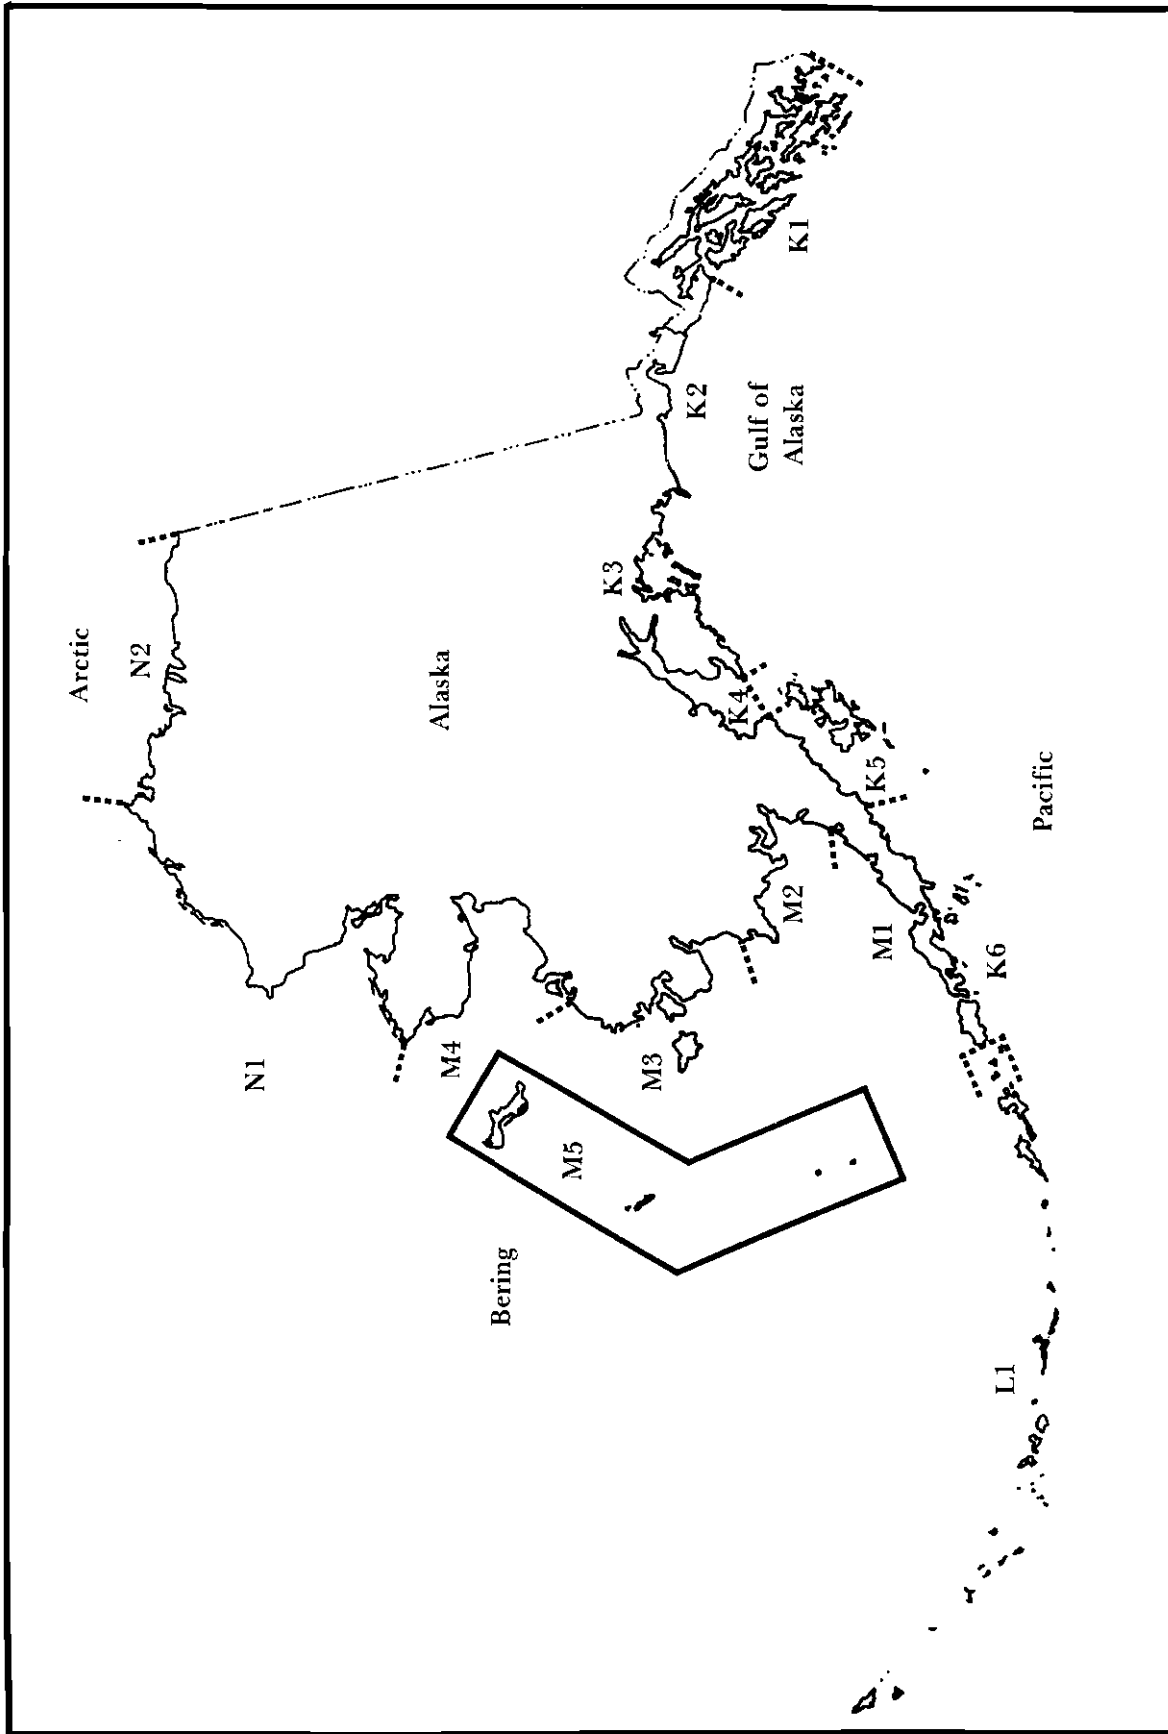 Arctic
N2
Alaska
N1
M4
M3
M5
Bering
M2
M1
K3
K4
K5
K6
K2
Gulf of
Alaska
K1
Pacific
L1